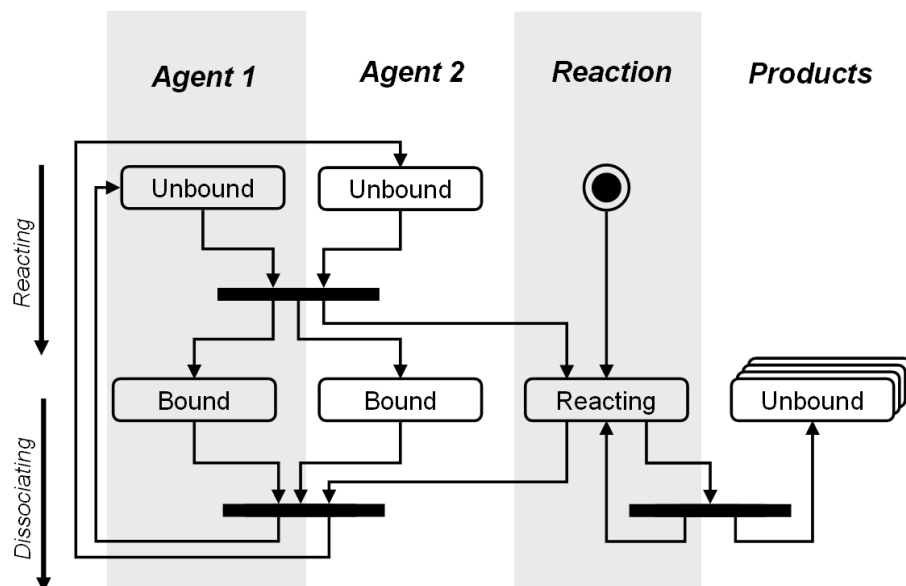 Agent 1
Agent 2
Reaction
Products
Reacting
Unbound
Unbound
Dissociating
Bound
Bound
Reacting
Unbound